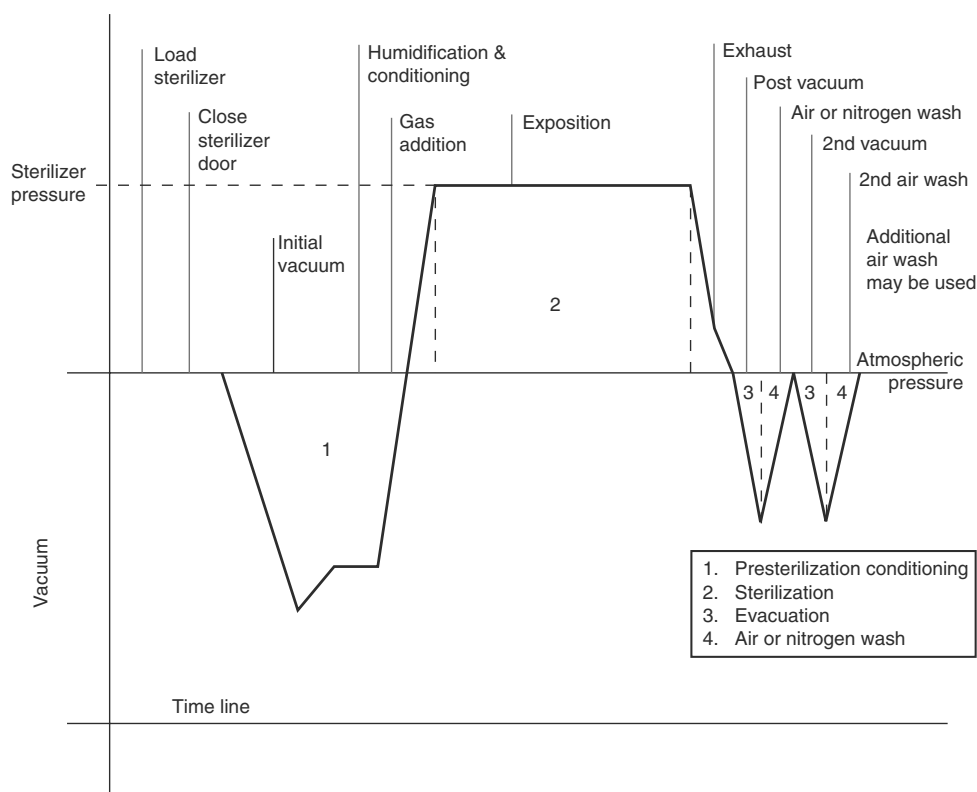 Load
sterilizer
Close
sterilizer
door
Initial
vacuum
Humidification &
conditioning
Gas
addition
Exposition
Exhaust
Post vacuum
Air or nitrogen wash
2nd vacuum
2nd air wash
Additional
air wash
may be used
Sterilizer
pressure
Atmospheric
pressure
1
2
3
4
3
4
Vacuum
1. Presterilization conditioning
2. Sterilization
3. Evacuation
4. Air or nitrogen wash
Time line